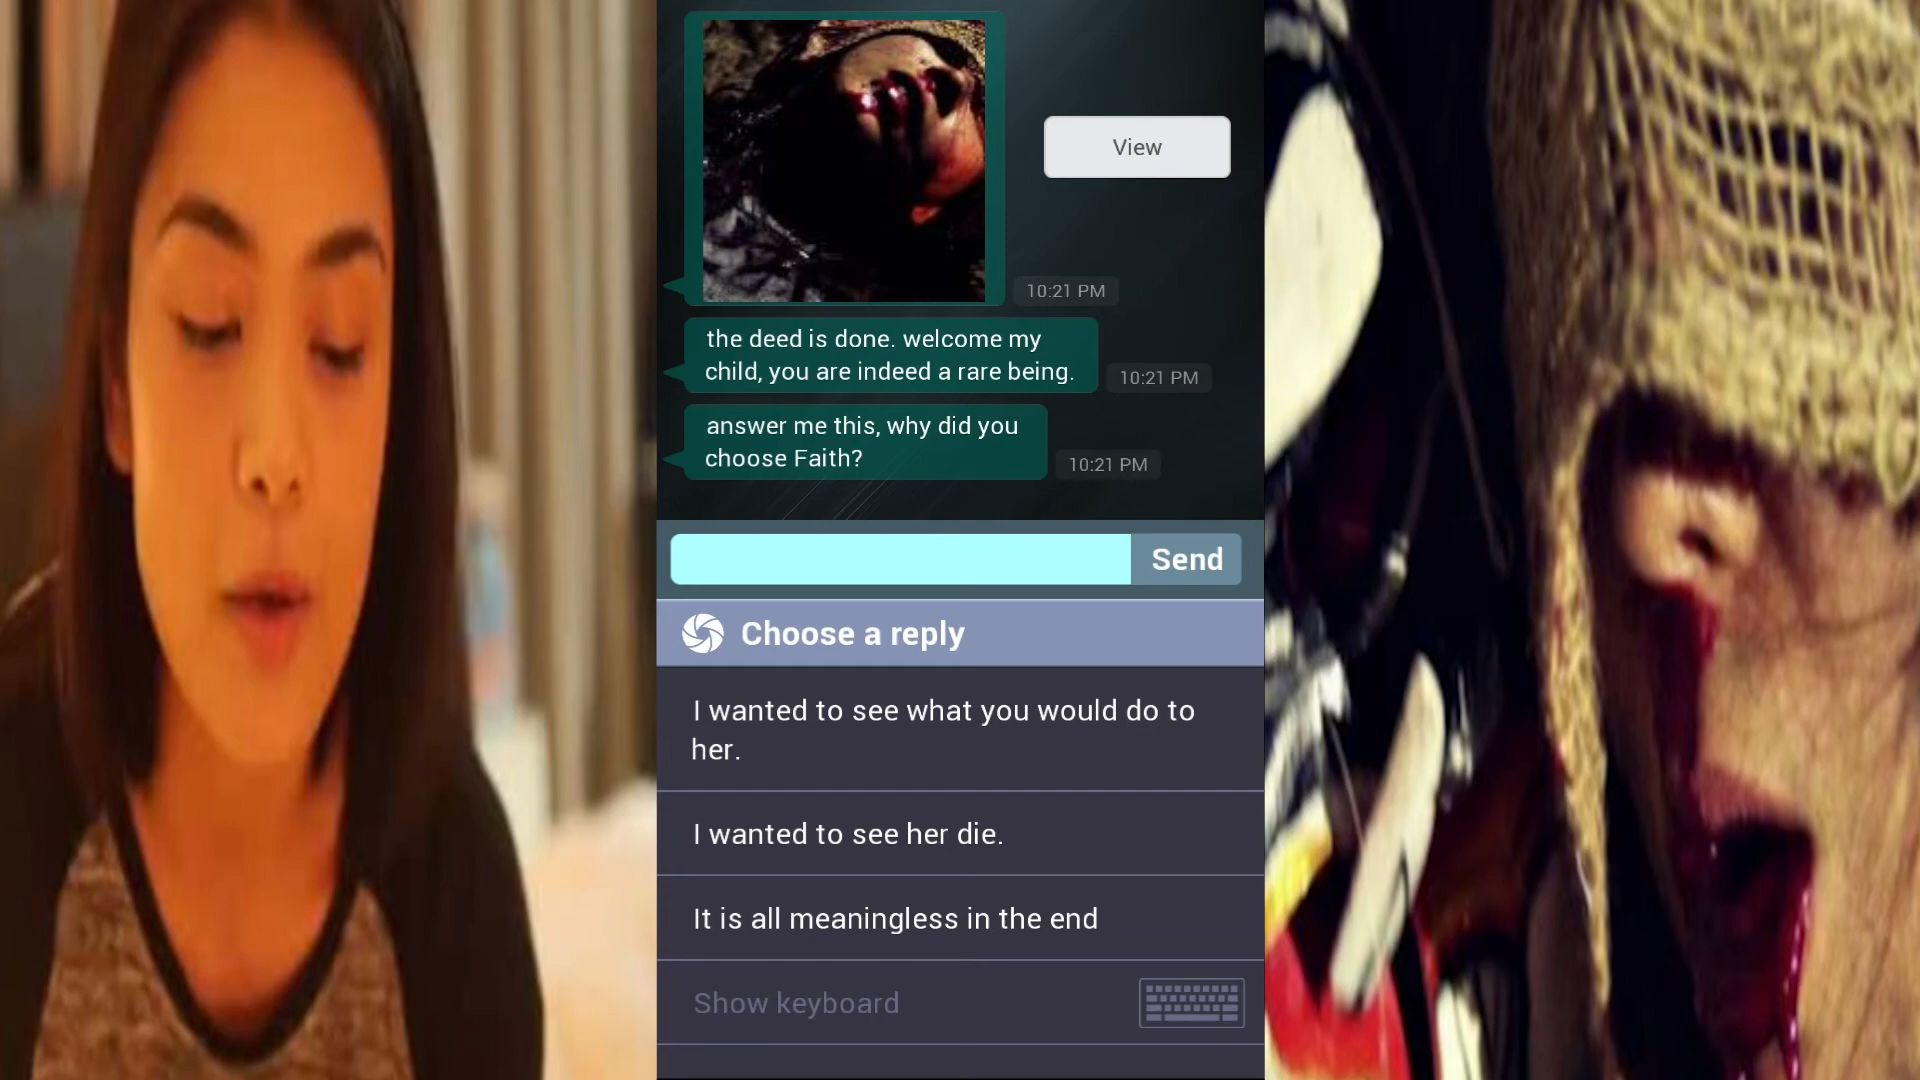 View
10:21 PM
the deed is done. welcome my
child, you are indeed a rare being.
10:21 PM
answer me this, why did you
choose Faith?
10:21 PM
Send
Choose a reply
I wanted to see what you would do to
her.
I wanted to see her die.
It is all meaningless in the end
Show keyboard